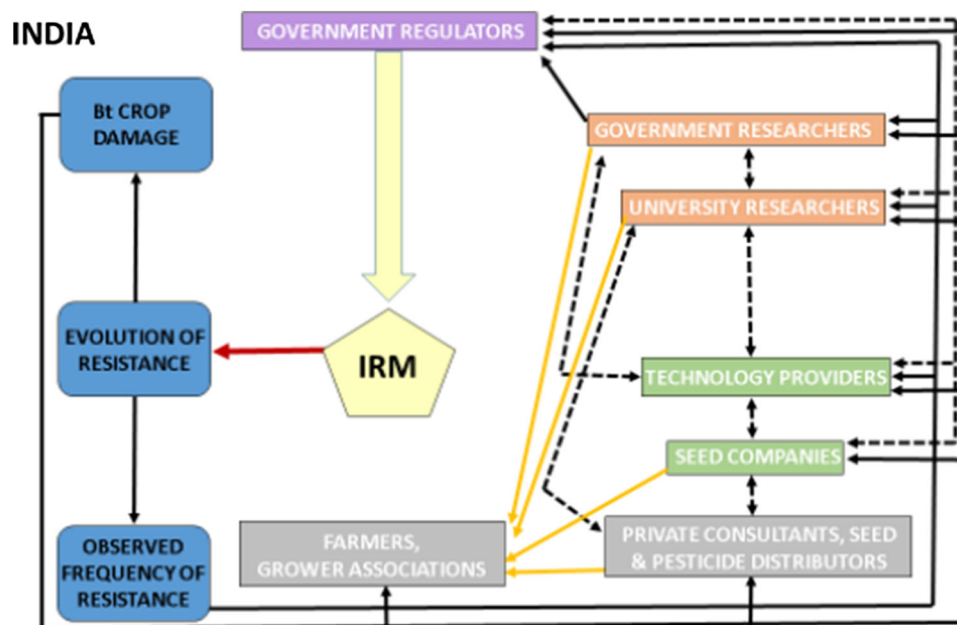 INDIA
GOVERNMENT REGULATORS
Bt CROP
DAMAGE
GOVERNMENT RESEARCHERS
UNIVERSITY RESEARCHERS
EVOLUTION OF
RESISTANCE
IRM
TECHNOLOGY PROVIDERS
SEED COMPANIES
OBSERVED
FREQUENCY OF
RESISTANCE
FARMERS,
GROWER ASSOCIATIONS
PRIVATE CONSULTANTS, SEED
& PESTICIDE DISTRIBUTORS